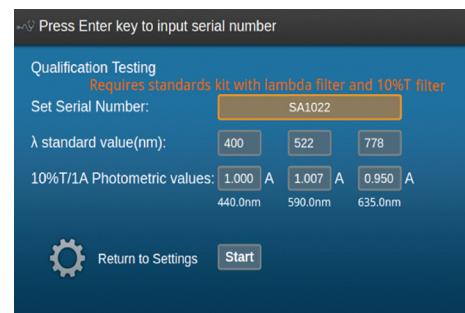 Press Enter key to input serial number
Qualification Testing
Requires standards kit with lambda filter and 10%T filter
Set Serial Number: SA1022
λ standard value(nm): 400 522 778
10%T/1A Photometric values: 1.000 A 1.007 A 0.950 A
440.0nm 590.0nm 635.0nm
Return to Settings Start